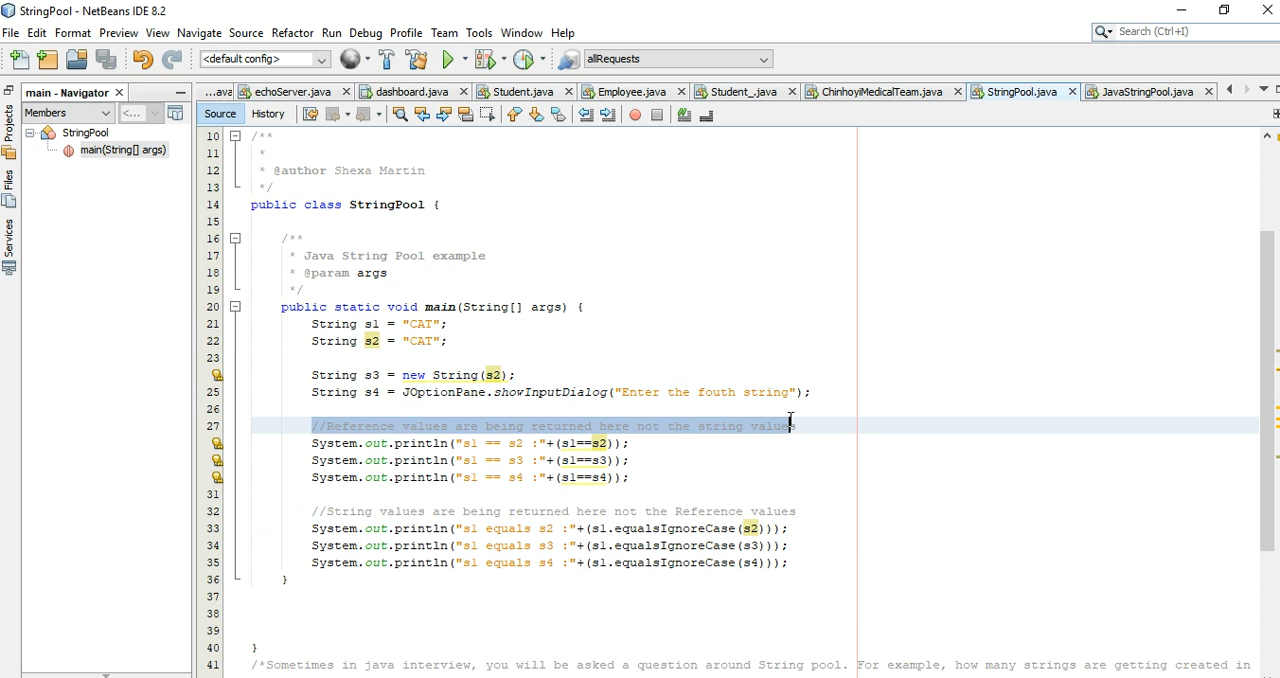 StringPool - NetBeans IDE 8.2
File Edit Format Preview View Navigate Source Refactor Run Debug Profile Team Tools Window Help
Search (Ctrl+I)
<default config>
allRequests
main - Navigator
...ava echoServer.java dashboard.java Student.java Employee.java Student_.java ChinhoyiMedicalTeam.java StringPool.java JavaStringPool.java
Members <...
Source History
StringPool
main(String[] args)
Projects
Files
Services
10 /**
11 *
12 * @author Shexa Martin
13 */
14 public class StringPool {
15
16 /**
17 * Java String Pool example
18 * @param args
19 */
20 public static void main(String[] args) {
21 String s1 = "CAT";
22 String s2 = "CAT";
23
String s3 = new String(s2);
25 String s4 = JOptionPane.showInputDialog("Enter the fouth string");
26
27 //Reference values are being returned here not the string values
System.out.println("s1 == s2 :"+(s1==s2));
System.out.println("s1 == s3 :"+(s1==s3));
System.out.println("s1 == s4 :"+(s1==s4));
31
32 //String values are being returned here not the Reference values
33 System.out.println("s1 equals s2 :"+(s1.equalsIgnoreCase(s2)));
34 System.out.println("s1 equals s3 :"+(s1.equalsIgnoreCase(s3)));
35 System.out.println("s1 equals s4 :"+(s1.equalsIgnoreCase(s4)));
36 }
37
38
39
40 }
41 /*Sometimes in java interview, you will be asked a question around String pool. For example, how many strings are getting created in